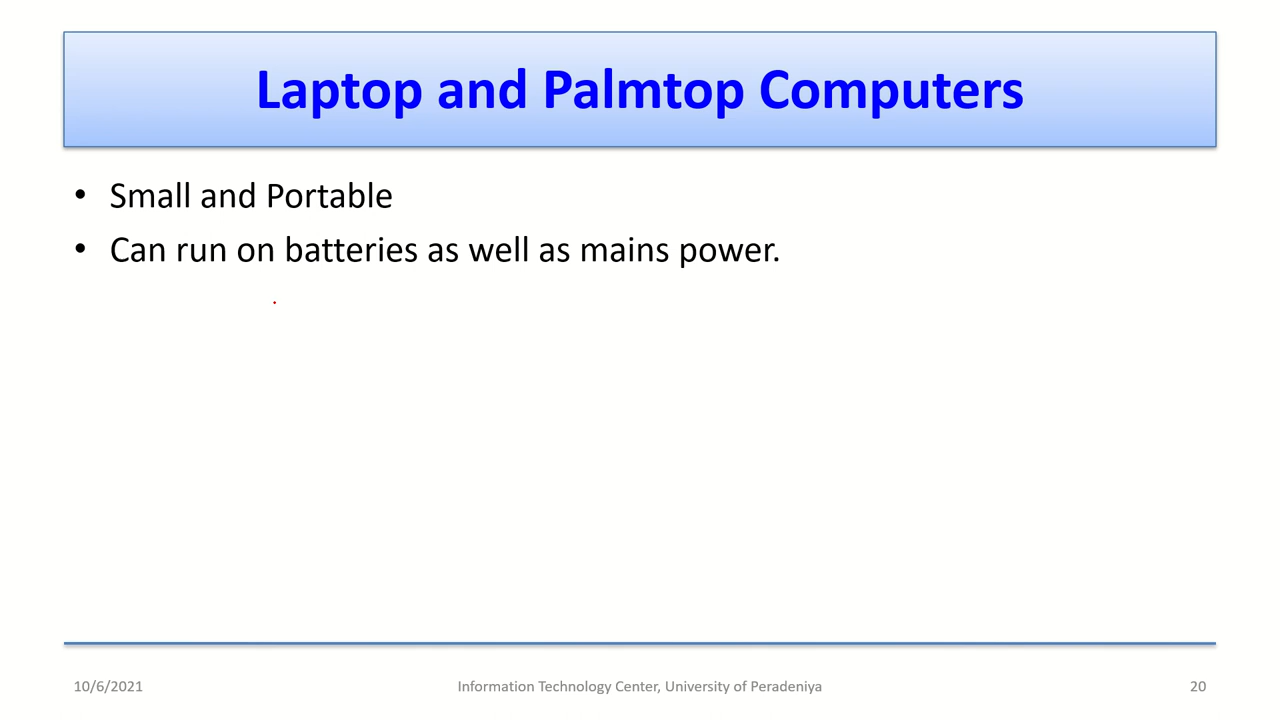 Laptop and Palmtop Computers
• Small and Portable
• Can run on batteries as well as mains power.
10/6/2021
Information Technology Center, University of Peradeniya
20